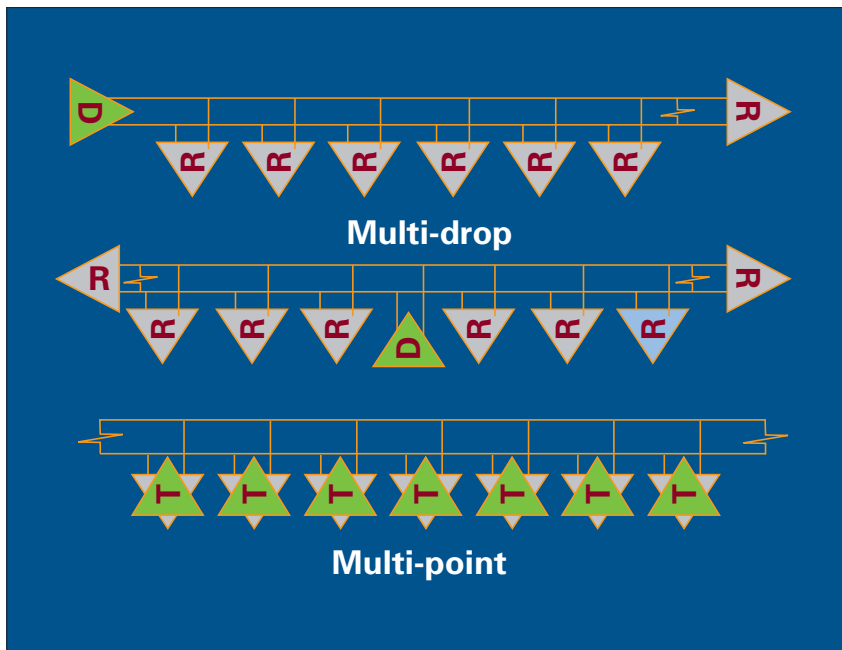 D R
R R R R R R
Multi-drop
R R
R R R D R R R
T T T T T T T
Multi-point